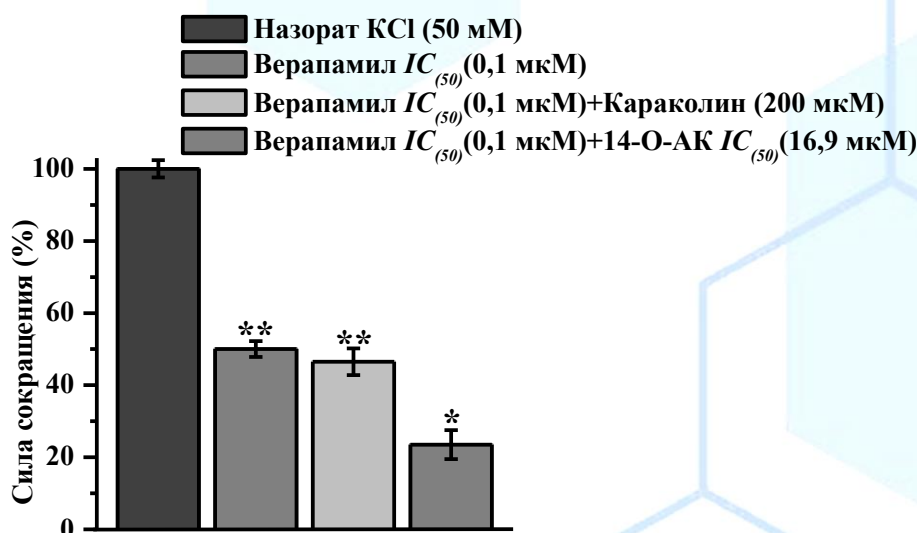 Назорат KCl (50 мМ)
Верапамил IC(50)(0,1 мкМ)
Верапамил IC(50)(0,1 мкМ)+Караколин (200 мкМ)
Верапамил IC(50)(0,1 мкМ)+14-О-АК IC(50)(16,9 мкМ)
Сила сокращения (%)
100
80
60
40
20
0
**
**
*